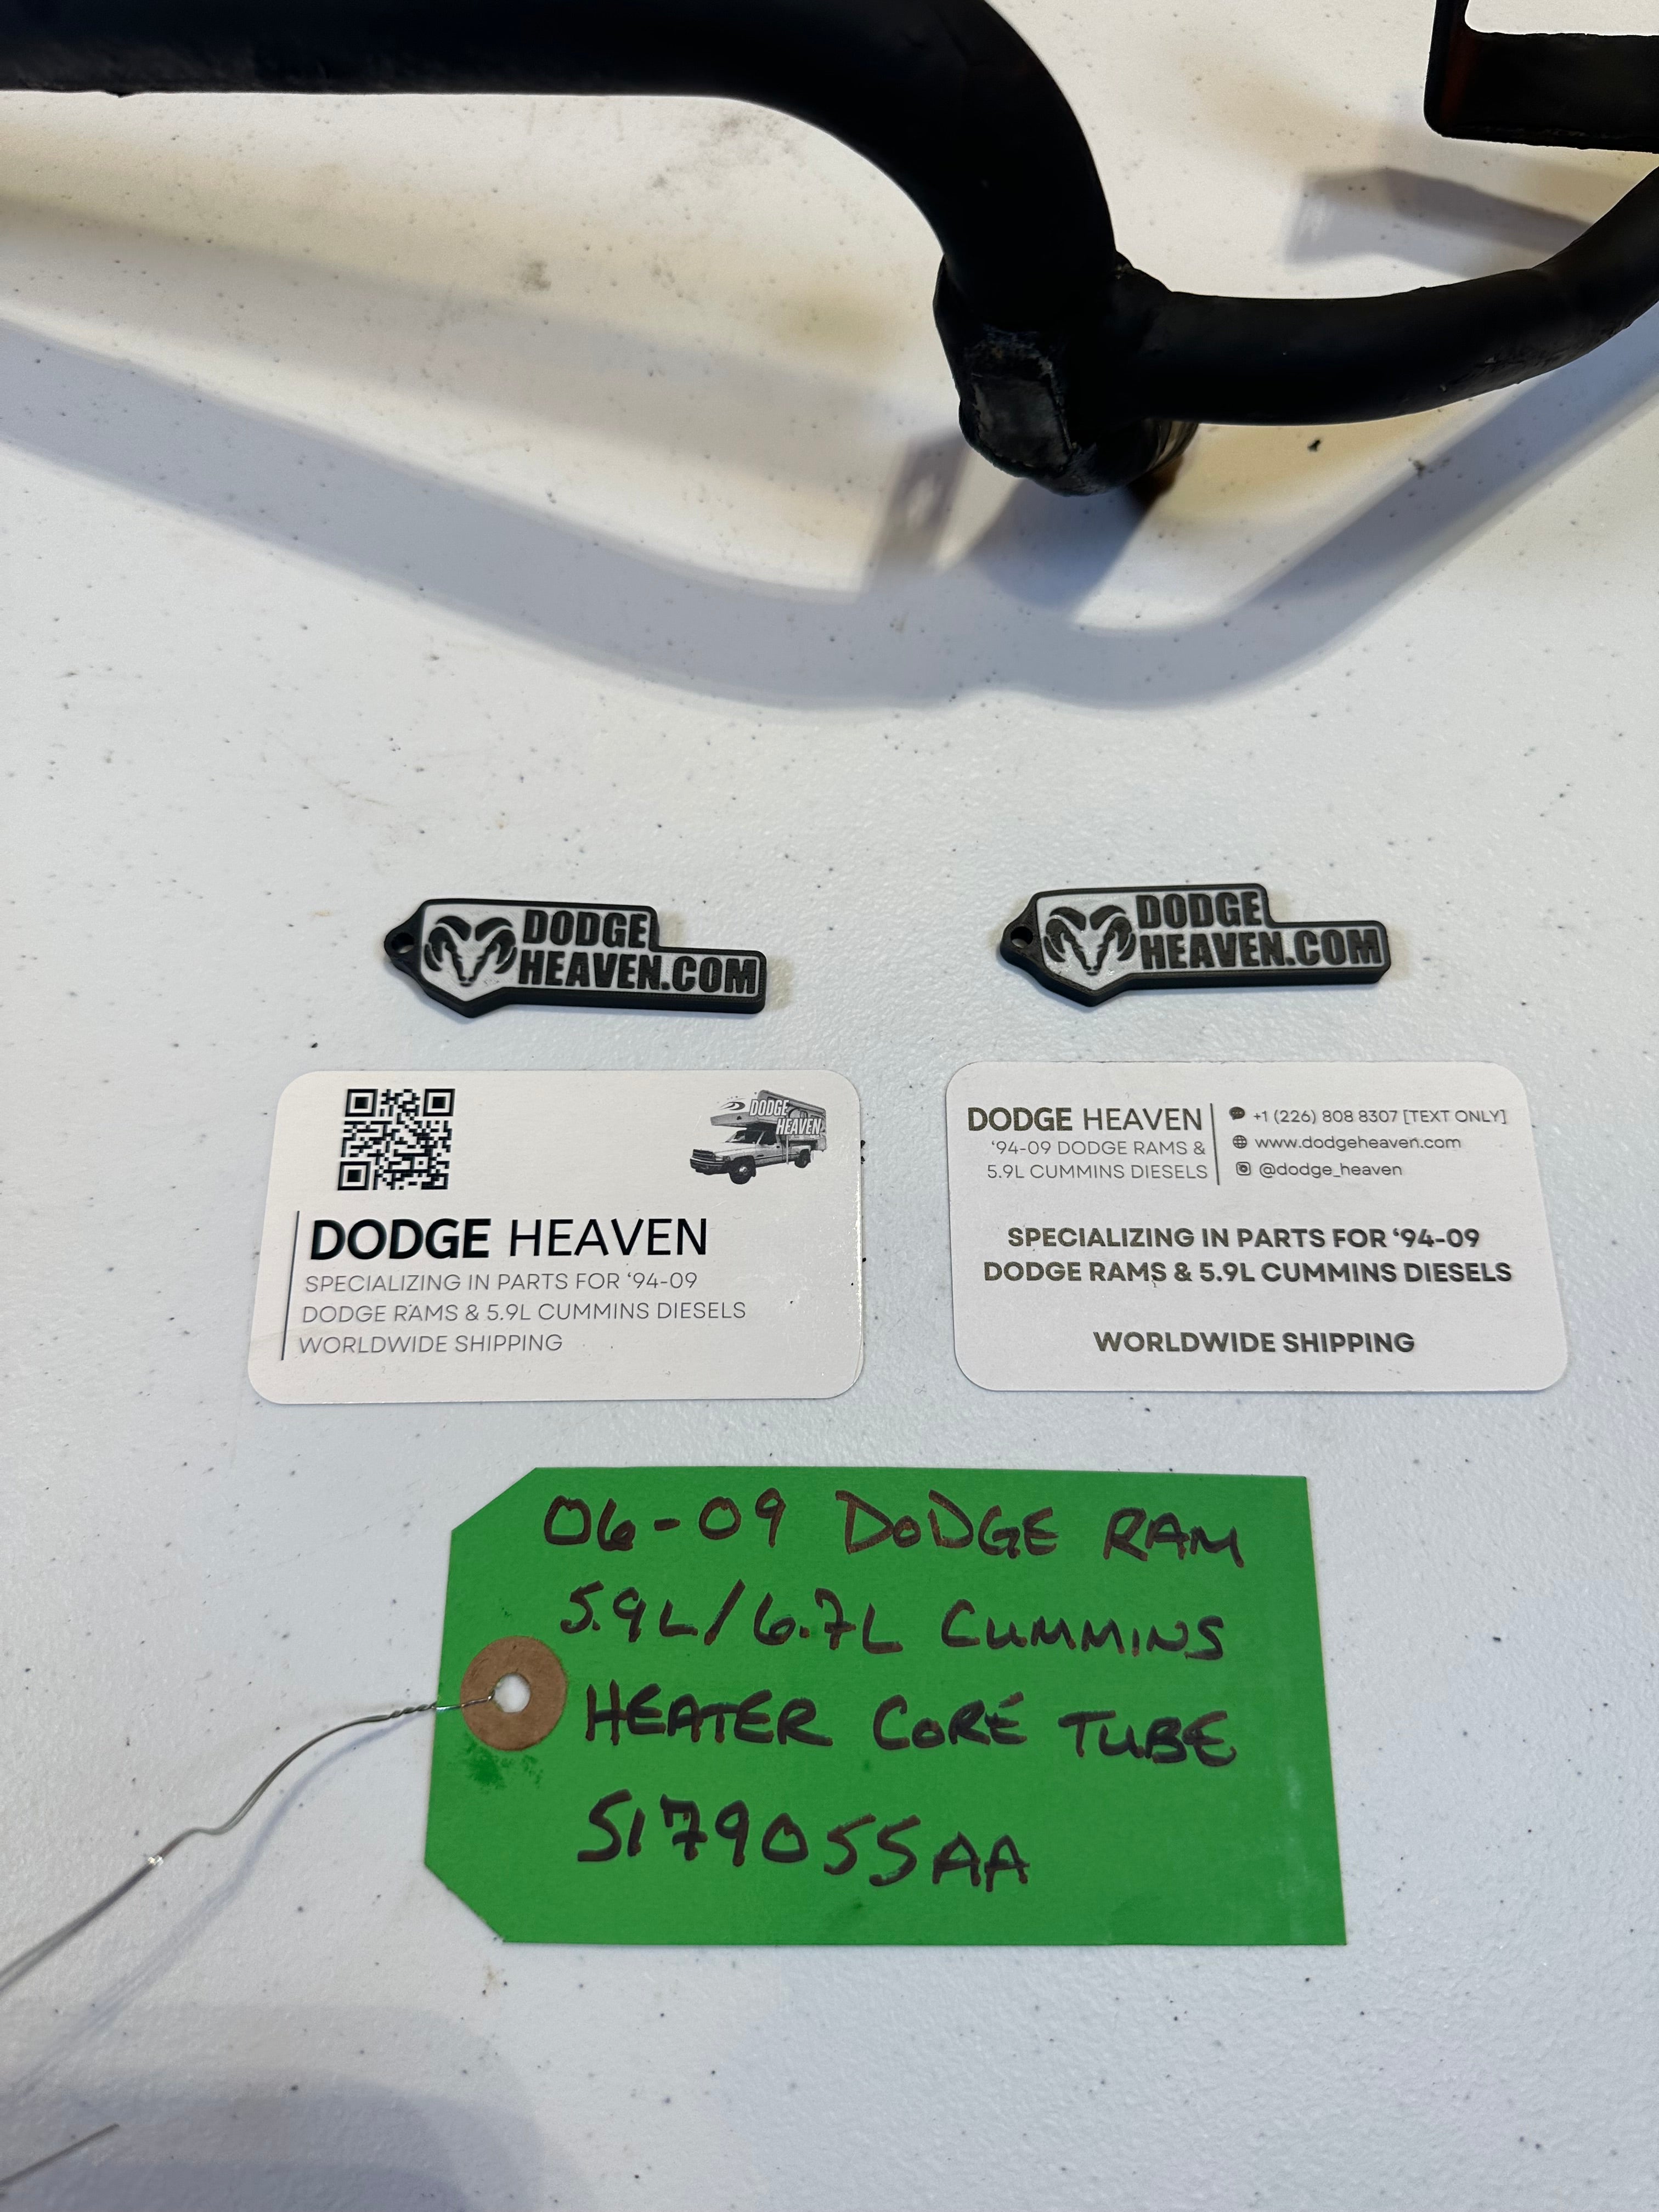 DODGE
HEAVEN.COM
DODGE
HEAVEN.COM
DODGE
HEAVEN
DODGE HEAVEN
SPECIALIZING IN PARTS FOR ‘94-09
DODGE RAMS & 5.9L CUMMINS DIESELS
WORLDWIDE SHIPPING
DODGE HEAVEN
‘94-09 DODGE RAMS &
5.9L CUMMINS DIESELS
+1 (226) 808 8307 [TEXT ONLY]
www.dodgeheaven.com
@dodge_heaven
SPECIALIZING IN PARTS FOR ‘94-09
DODGE RAMS & 5.9L CUMMINS DIESELS
WORLDWIDE SHIPPING
06-09 DODGE RAM
5.9L/6.7L CUMMINS
HEATER CORE TUBE
5179055AA